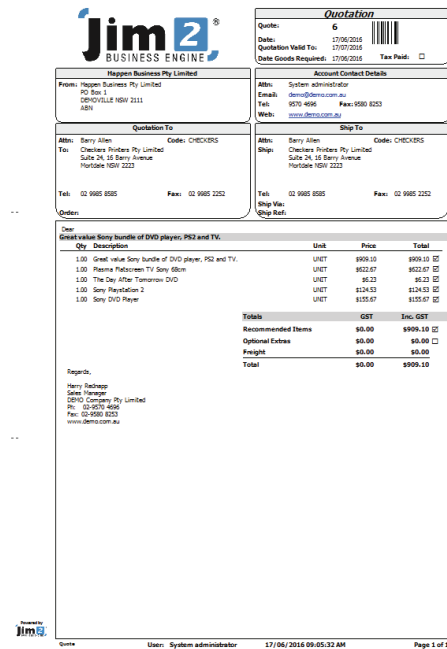 Jim2 ®
BUSINESS ENGINE
Quotation
Quote: 6
Date: 17/06/2016
Quotation Valid To: 17/07/2016
Date Goods Required: 17/06/2016 Tax Paid: ☐
Happen Business Pty Limited
From: Happen Business Pty Limited
PO Box 1
DEMOVILLE NSW 2111
ABN
Account Contact Details
Attn: System administrator
Email: demo@demo.com.au
Tel: 9570 4696 Fax: 9580 8253
Web: www.demo.com.au
Quotation To
Attn: Barry Allen Code: CHECKERS
To: Checkers Printers Pty Limited
Suite 24, 16 Barry Avenue
Mortdale NSW 2223
Tel: 02 9985 8585 Fax: 02 9985 2252
Order:
Ship To
Attn: Barry Allen Code: CHECKERS
Ship: Checkers Printers Pty Limited
Suite 24, 16 Barry Avenue
Mortdale NSW 2223
Tel: 02 9985 8585 Fax: 02 9985 2252
Ship Via:
Ship Ref:
Dear
Great value Sony bundle of DVD player, PS2 and TV.
Qty Description Unit Price Total
1.00 Great value Sony bundle of DVD player, PS2 and TV. UNIT $909.10 $909.10 ☑
1.00 Plasma Flatscreen TV Sony 68cm UNIT $622.67 $622.67 ☑
1.00 The Day After Tomorrow DVD UNIT $6.23 $6.23 ☑
1.00 Sony Playstation 2 UNIT $124.53 $124.53 ☑
1.00 Sony DVD Player UNIT $155.67 $155.67 ☑
Totals GST Inc. GST
Recommended Items $0.00 $909.10 ☑
Optional Extras $0.00 $0.00 ☐
Freight $0.00 $0.00
Total $0.00 $909.10
Regards,
Harry Rednapp
Sales Manager
DEMO Company Pty Limited
Ph: 02-9570 4696
Fax: 02-9580 8253
www.demo.com.au
Powered by
Jim2
Quote User: System administrator 17/06/2016 09:05:32 AM Page 1 of 1